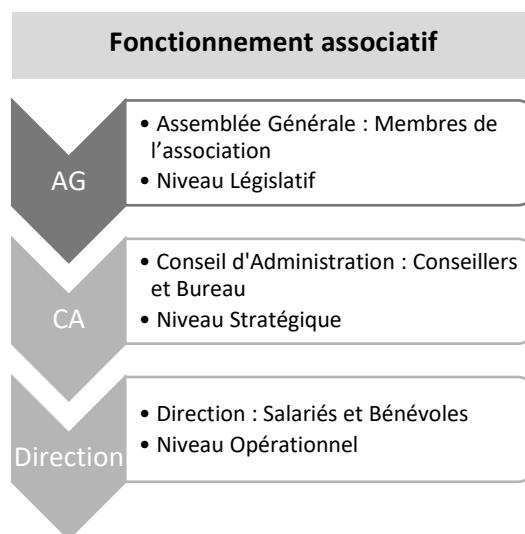 Fonctionnement associatif
AG
• Assemblée Générale : Membres de
l’association
• Niveau Législatif
CA
• Conseil d'Administration : Conseillers
et Bureau
• Niveau Stratégique
Direction
• Direction : Salariés et Bénévoles
• Niveau Opérationnel